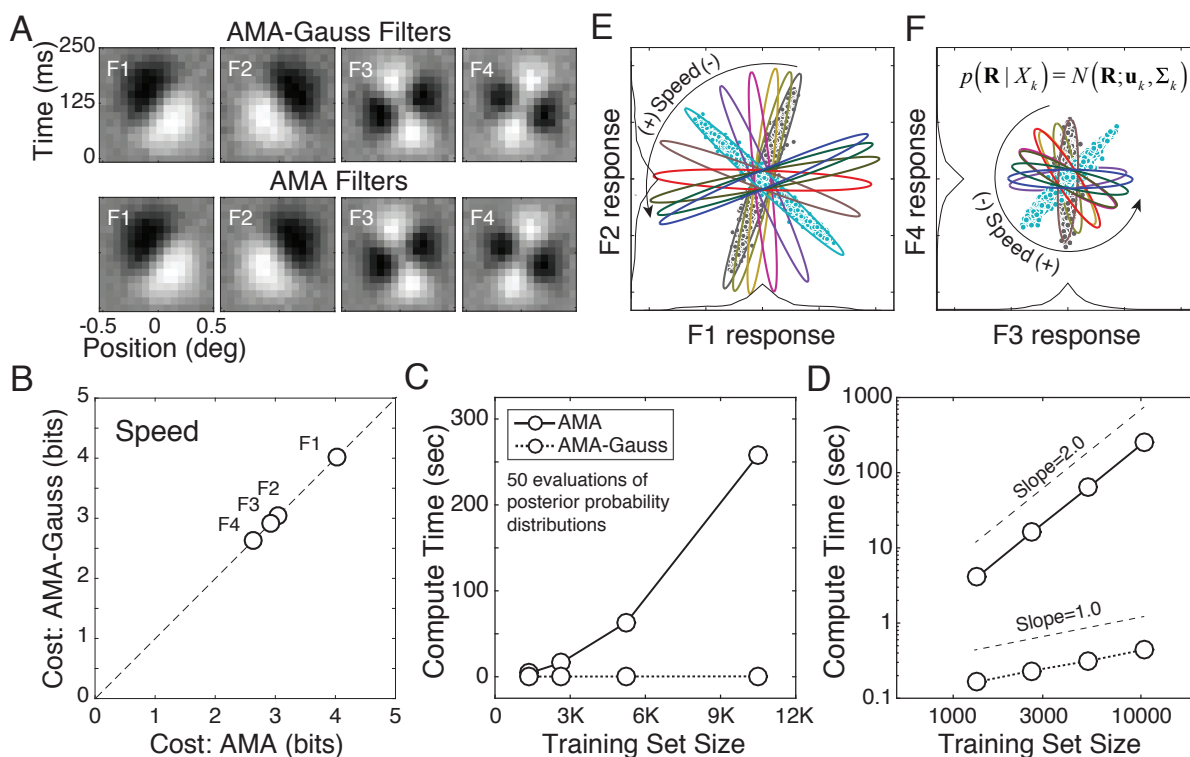 A
AMA-Gauss Filters
250
125
0
Time (ms)
F1
F2
F3
F4
AMA Filters
F1
F2
F3
F4
-0.5
0
0.5
Position (deg)
B
Speed
F1
F2
F3
F4
5
4
3
2
1
0
Cost: AMA-Gauss (bits)
0
1
2
3
4
5
Cost: AMA (bits)
C
AMA
AMA-Gauss
50 evaluations of
posterior probability
distributions
300
200
100
0
Compute Time (sec)
3K
6K
9K
12K
Training Set Size
D
1000
100
10
1
0.1
Compute Time (sec)
Slope=2.0
Slope=1.0
1000
3000
10000
Training Set Size
E
(+) Speed (-)
F2 response
F1 response
F
p(R | X_k) = N(R; u_k, Σ_k)
(-) Speed (+)
F4 response
F3 response